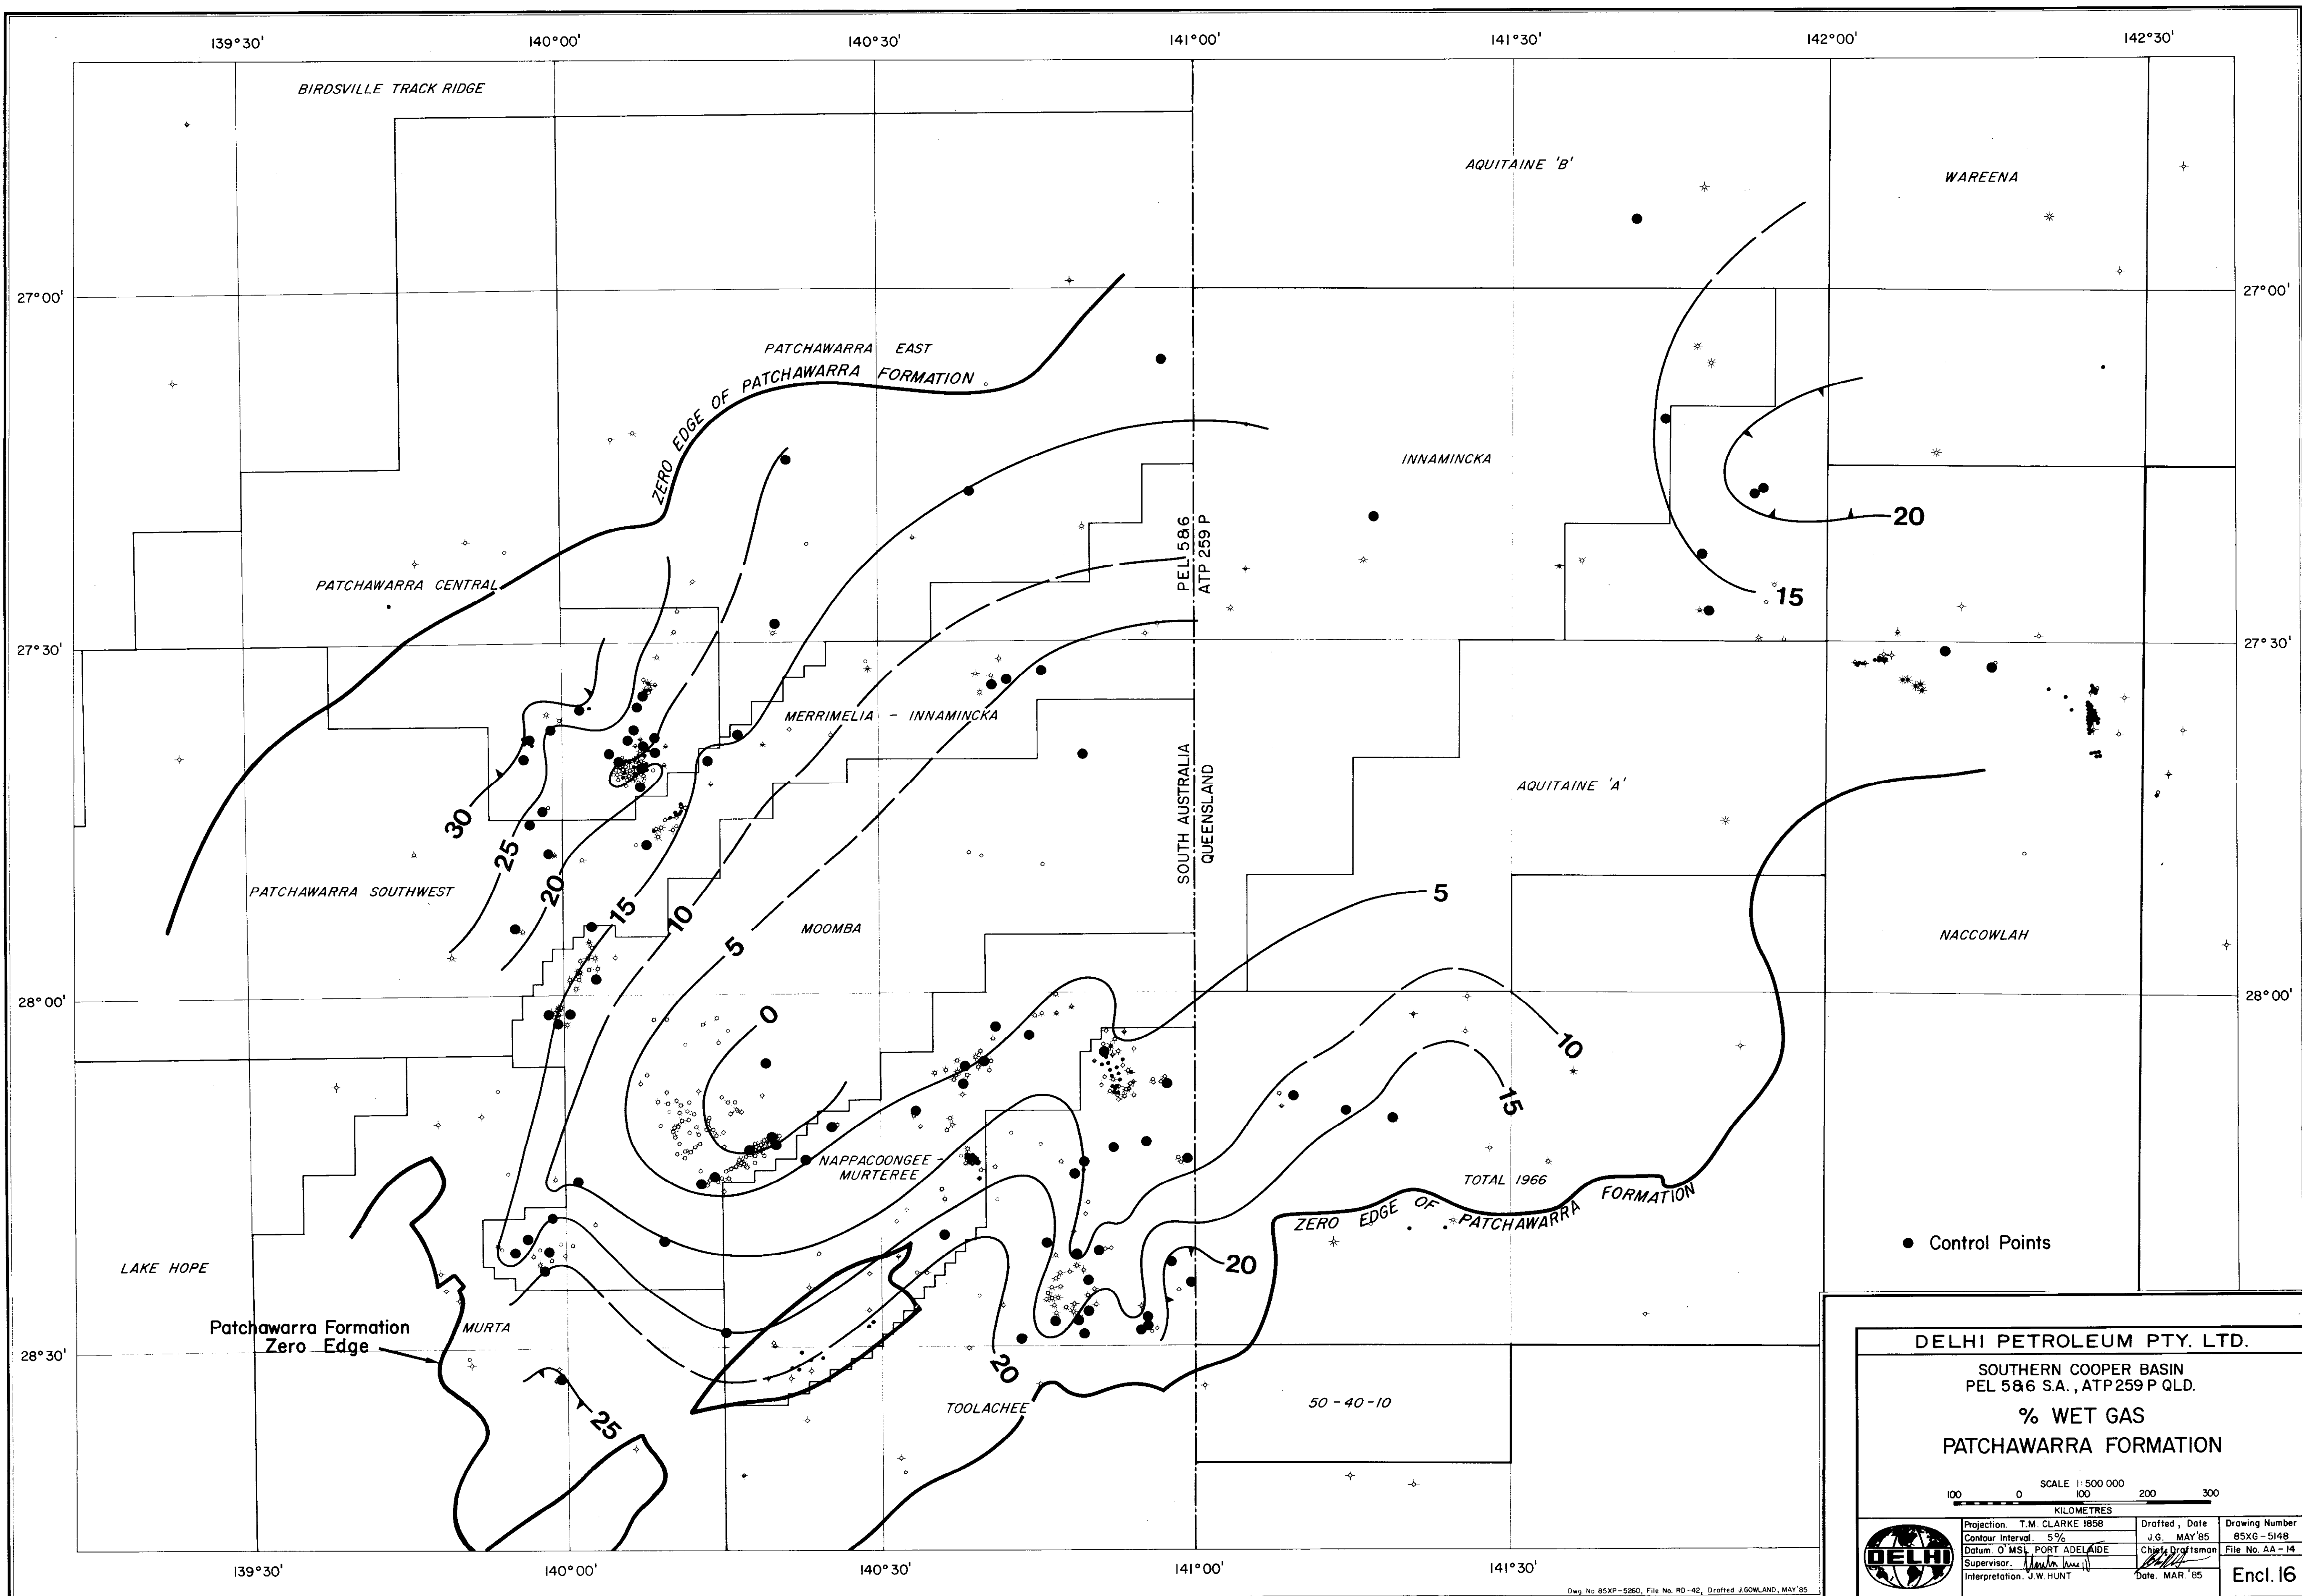 139°30'
140°00'
140°30'
141°00'
141°30'
142°00'
142°30'
BIRDSVILLE TRACK RIDGE
AQUITAINE 'B'
WAREENA
27°00'
27°00'
PATCHAWARRA EAST
ZERO EDGE OF PATCHAWARRA FORMATION
INNAMINCKA
20
PEL 5&6
ATP 259 P
PATCHAWARRA CENTRAL
15
27°30'
27°30'
MERRIMELIA - INNAMINCKA
SOUTH AUSTRALIA
QUEENSLAND
AQUITAINE 'A'
30
25
20
15
10
5
PATCHAWARRA SOUTHWEST
MOOMBA
5
NACCOWLAH
28°00'
28°00'
0
10
15
NAPPACOONGEE -
MURTEREE
TOTAL 1966
ZERO EDGE OF PATCHAWARRA FORMATION
Control Points
LAKE HOPE
20
Patchawarra Formation
Zero Edge
MURTA
28°30'
20
25
TOOLACHEE
50-40-10
139°30'
140°00'
140°30'
141°00'
141°30'
DELHI PETROLEUM PTY. LTD.
SOUTHERN COOPER BASIN
PEL 5&6 S.A., ATP 259 P QLD.
% WET GAS
PATCHAWARRA FORMATION
SCALE 1:500 000
100 0 100 200 300
KILOMETRES
DELHI
Projection. T.M. CLARKE 1858
Contour Interval. 5%
Datum. O' MSL PORT ADELAIDE
Supervisor.
Interpretation. J.W. HUNT
Drafted, Date
J.G. MAY '85
Chief Draftsman
Date. MAR. '85
Drawing Number
85XG-5148
File No. AA-14
Encl. 16
Dwg. No 85XP-5260, File No. RD-42, Drafted J.GOWLAND, MAY '85